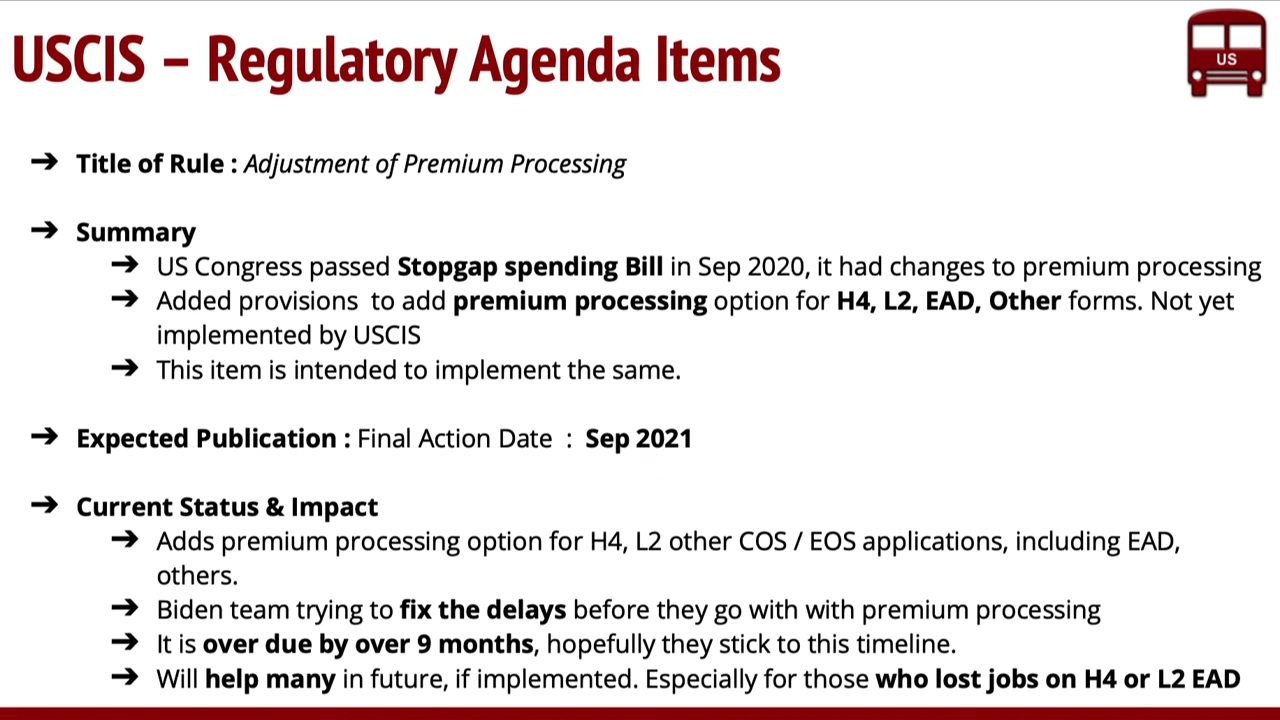 USCIS – Regulatory Agenda Items
US
➔ Title of Rule : Adjustment of Premium Processing
➔ Summary
➔ US Congress passed Stopgap spending Bill in Sep 2020, it had changes to premium processing
➔ Added provisions to add premium processing option for H4, L2, EAD, Other forms. Not yet
implemented by USCIS
➔ This item is intended to implement the same.
➔ Expected Publication : Final Action Date : Sep 2021
➔ Current Status & Impact
➔ Adds premium processing option for H4, L2 other COS / EOS applications, including EAD,
others.
➔ Biden team trying to fix the delays before they go with with premium processing
➔ It is over due by over 9 months, hopefully they stick to this timeline.
➔ Will help many in future, if implemented. Especially for those who lost jobs on H4 or L2 EAD